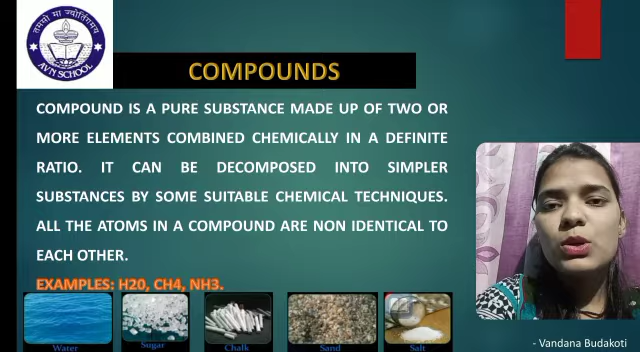 तमसो मा ज्योतिर्गमय
AVN SCHOOL
COMPOUNDS
COMPOUND IS A PURE SUBSTANCE MADE UP OF TWO OR
MORE ELEMENTS COMBINED CHEMICALLY IN A DEFINITE
RATIO. IT CAN BE DECOMPOSED INTO SIMPLER
SUBSTANCES BY SOME SUITABLE CHEMICAL TECHNIQUES.
ALL THE ATOMS IN A COMPOUND ARE NON IDENTICAL TO
EACH OTHER.
EXAMPLES: H20, CH4, NH3.
Water
Sugar
Chalk
Sand
Salt
- Vandana Budakoti